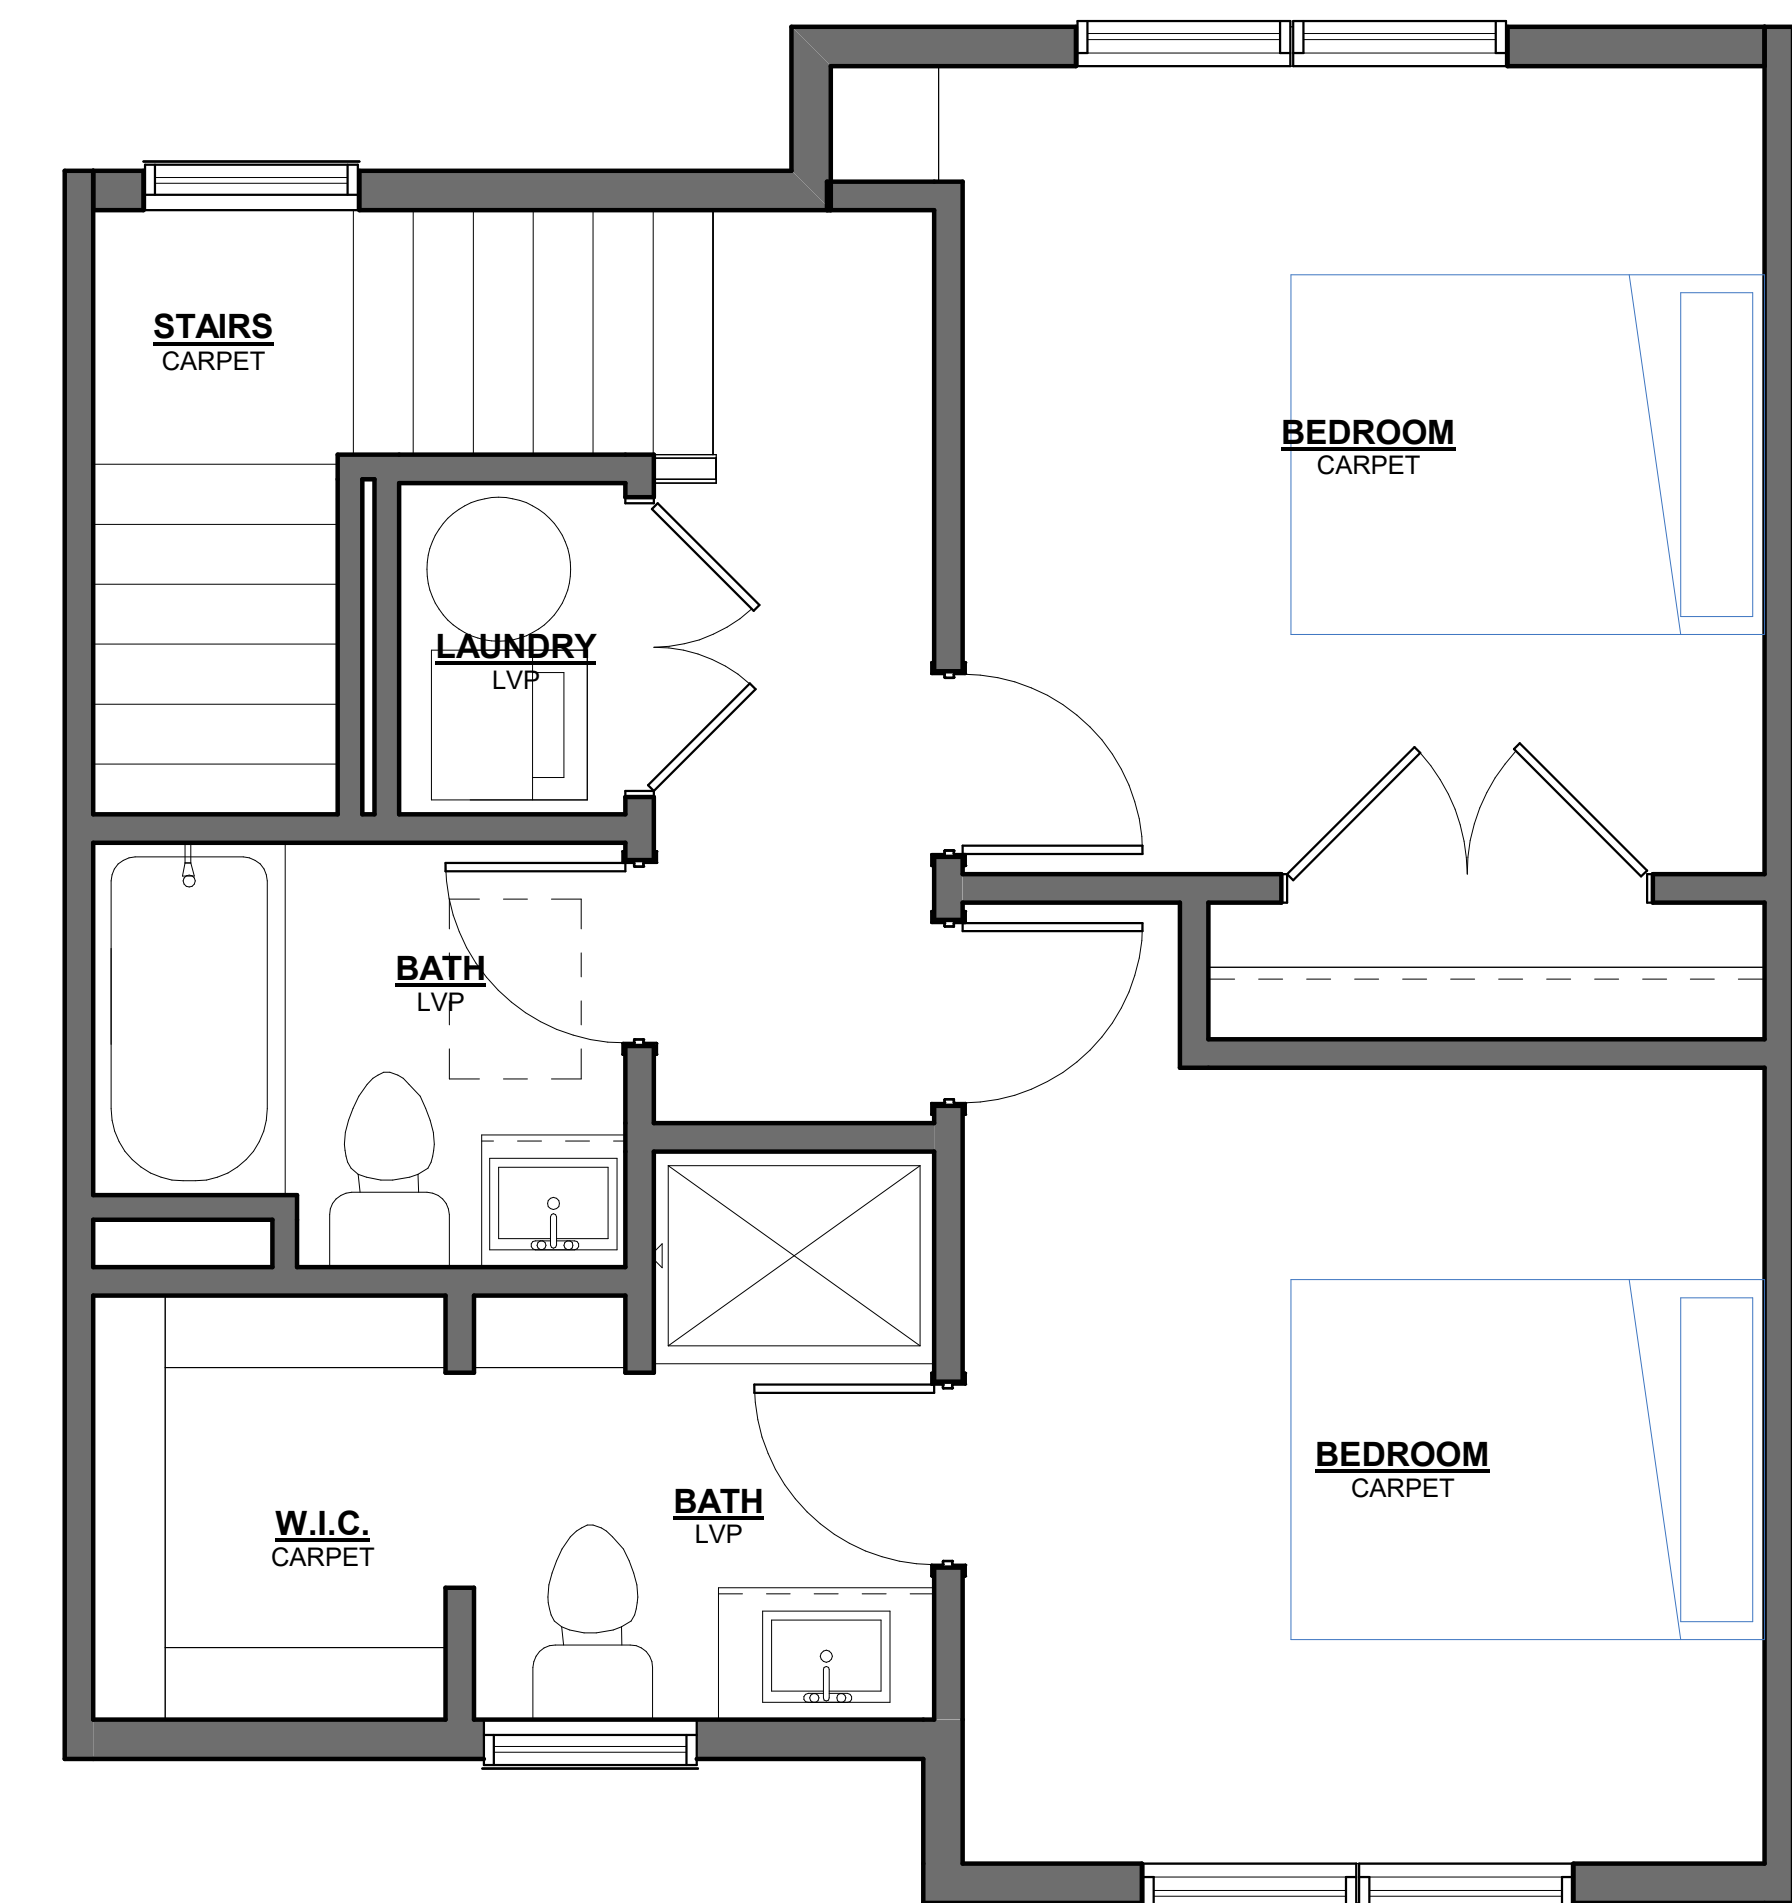 STAIRS
CARPET
BEDROOM
CARPET
LAUNDRY
LVP
BATH
LVP
BEDROOM
CARPET
BATH
LVP
W.I.C.
CARPET